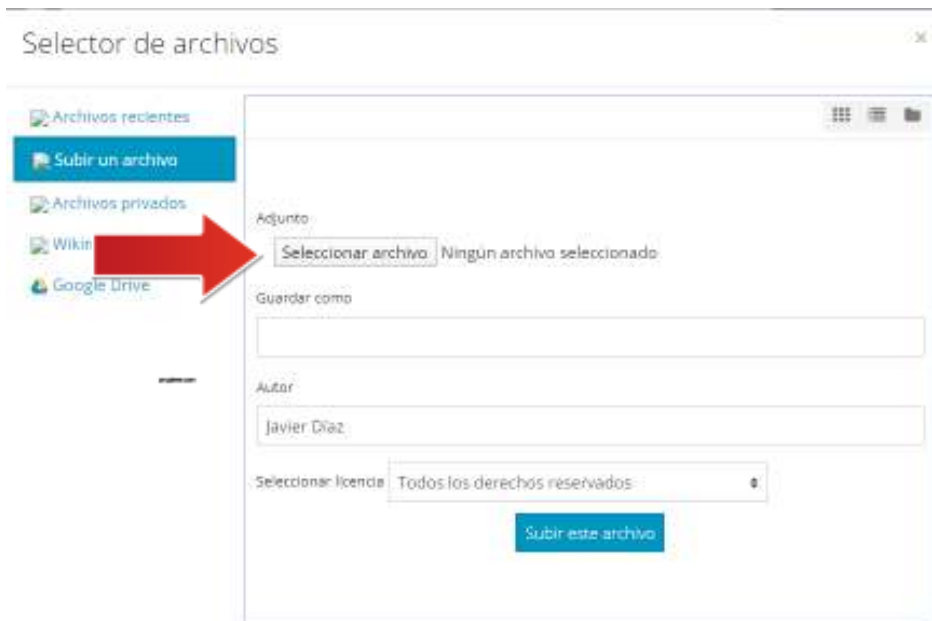 Selector de archivos
Archivos recientes
Subir un archivo
Archivos privados
Wikim
Google Drive
Adjunto
Seleccionar archivo Ningún archivo seleccionado
Guardar como
Autor
Javier Díaz
Seleccionar licencia Todos los derechos reservados
Subir este archivo